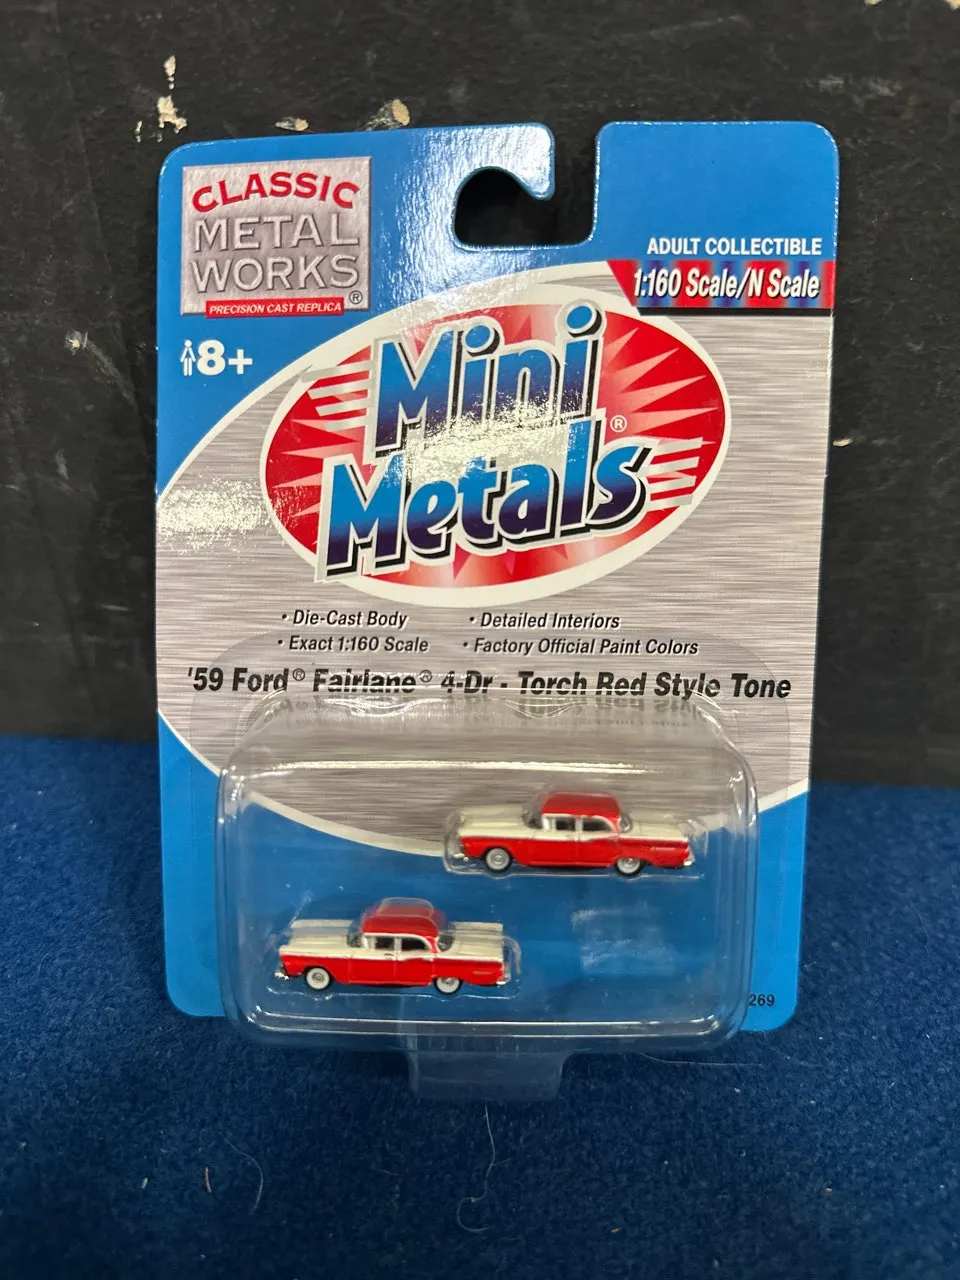 CLASSIC
METAL
WORKS®
PRECISION CAST REPLICA
8+
ADULT COLLECTIBLE
1:160 Scale/N Scale
Mini
Metals®
• Die-Cast Body
• Exact 1:160 Scale
• Detailed Interiors
• Factory Official Paint Colors
'59 Ford® Fairlane® 4-Dr - Torch Red Style Tone
269